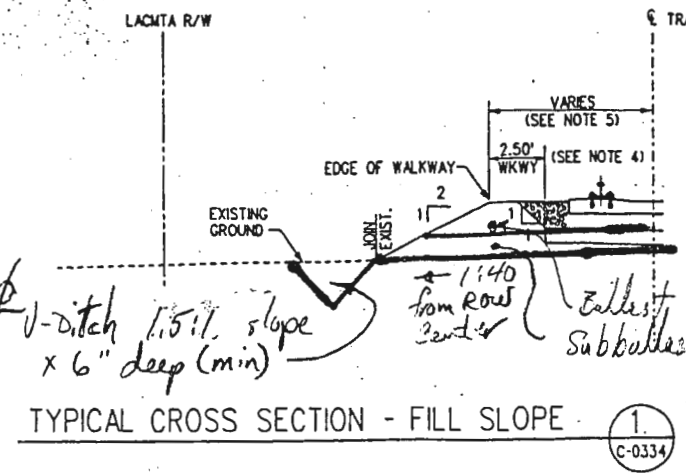 LACMTA R/W
℄ TRA
VARIES
(SEE NOTE 5)
2.50'
WKWY
(SEE NOTE 4)
EDGE OF WALKWAY
2
1
1
EXISTING
GROUND
JOIN
EXIST.
V-Ditch 1.5:1 slope
x 6" deep (min)
1:40
from ROW
Center
Ballast
Subballas
TYPICAL CROSS SECTION - FILL SLOPE
1.
C-0334